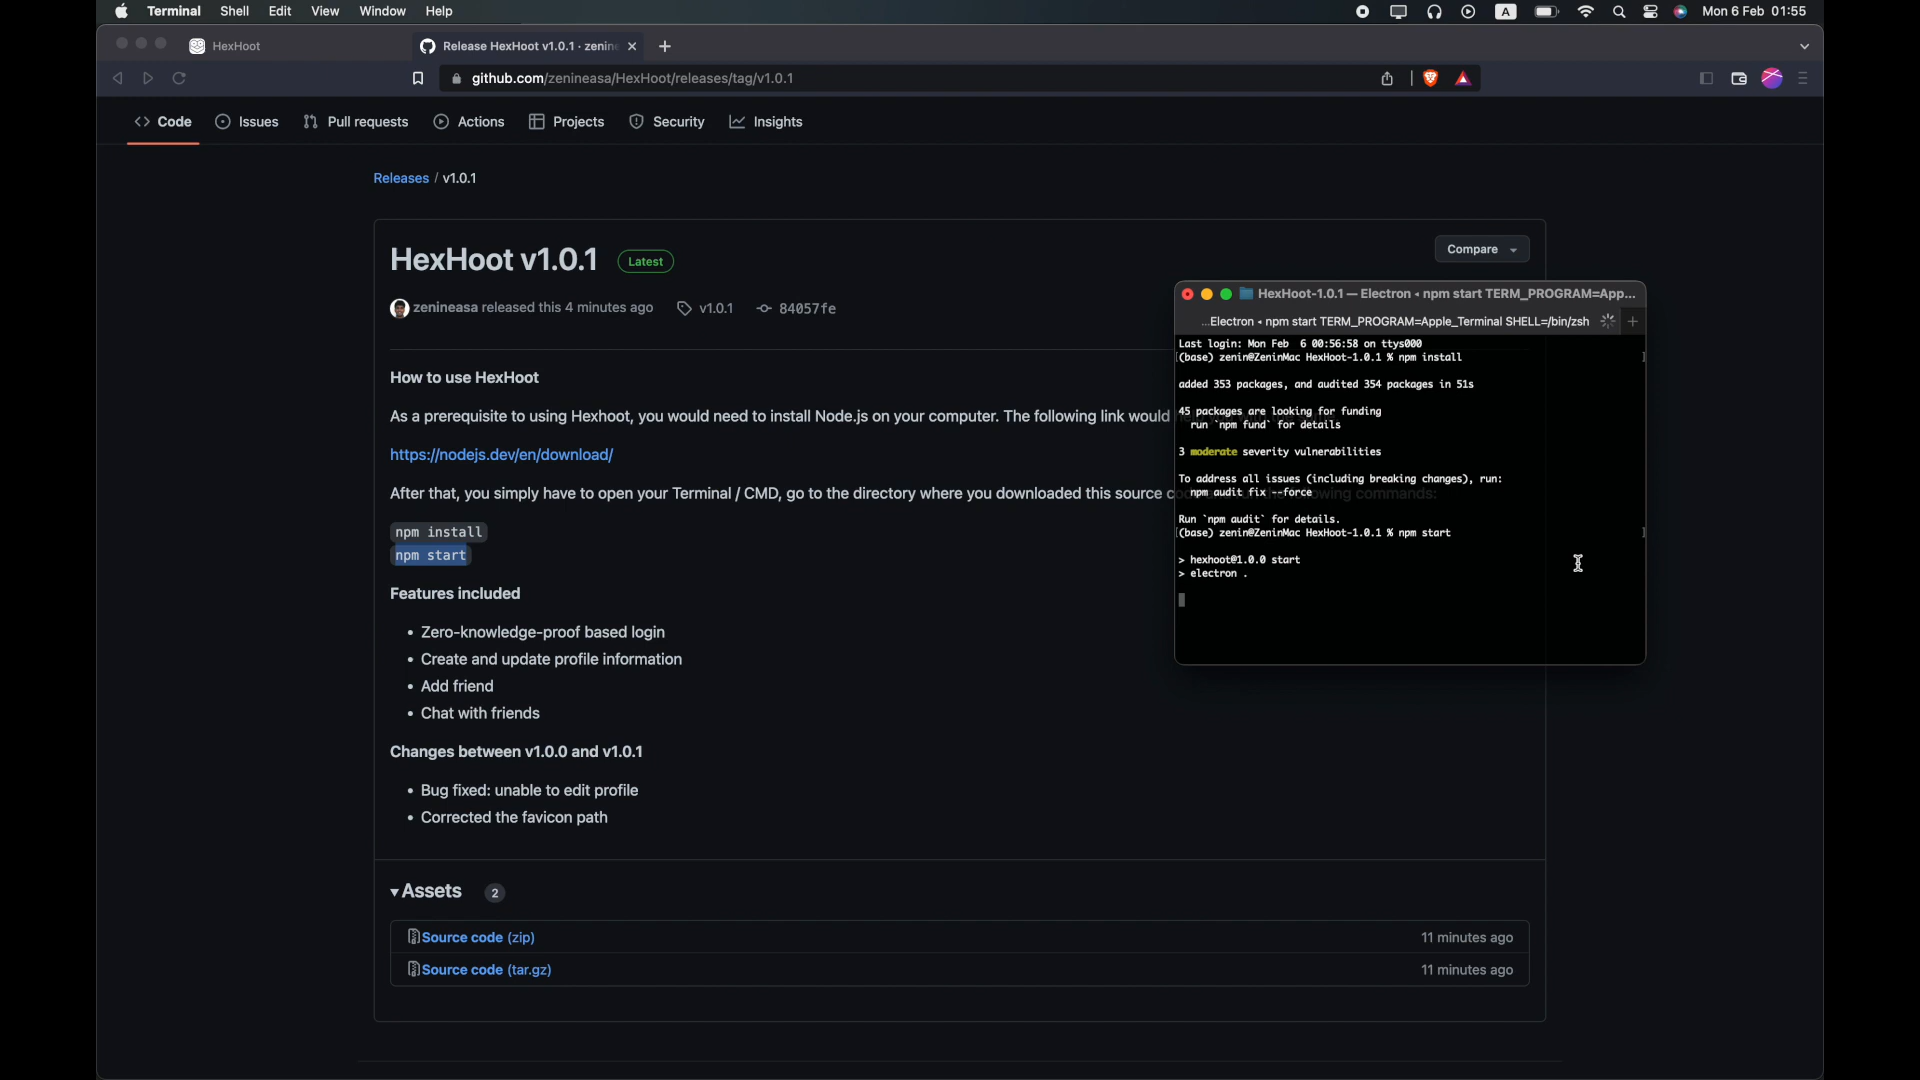 Terminal Shell Edit View Window Help
A Mon 6 Feb 01:55
HexHoot
Release HexHoot v1.0.1 · zenine
github.com/zenineasa/HexHoot/releases/tag/v1.0.1
Code Issues Pull requests Actions Projects Security Insights
Releases / v1.0.1
HexHoot v1.0.1 Latest
Compare
zenineasa released this 4 minutes ago v1.0.1 84057fe
How to use HexHoot
As a prerequisite to using Hexhoot, you would need to install Node.js on your computer. The following link would
https://nodejs.dev/en/download/
After that, you simply have to open your Terminal / CMD, go to the directory where you downloaded this source code following commands:
npm install
npm start
Features included
• Zero-knowledge-proof based login
• Create and update profile information
• Add friend
• Chat with friends
Changes between v1.0.0 and v1.0.1
• Bug fixed: unable to edit profile
• Corrected the favicon path
Assets 2
Source code (zip) 11 minutes ago
Source code (tar.gz) 11 minutes ago
HexHoot-1.0.1 — Electron ◂ npm start TERM_PROGRAM=App...
...Electron ◂ npm start TERM_PROGRAM=Apple_Terminal SHELL=/bin/zsh
Last login: Mon Feb  6 00:56:58 on ttys000
[(base) zenin@ZeninMac HexHoot-1.0.1 % npm install ]
added 353 packages, and audited 354 packages in 51s
45 packages are looking for funding
run `npm fund` for details
3 moderate severity vulnerabilities
To address all issues (including breaking changes), run:
npm audit fix --force
Run `npm audit` for details.
[(base) zenin@ZeninMac HexHoot-1.0.1 % npm start ]
> hexhoot@1.0.0 start
> electron .